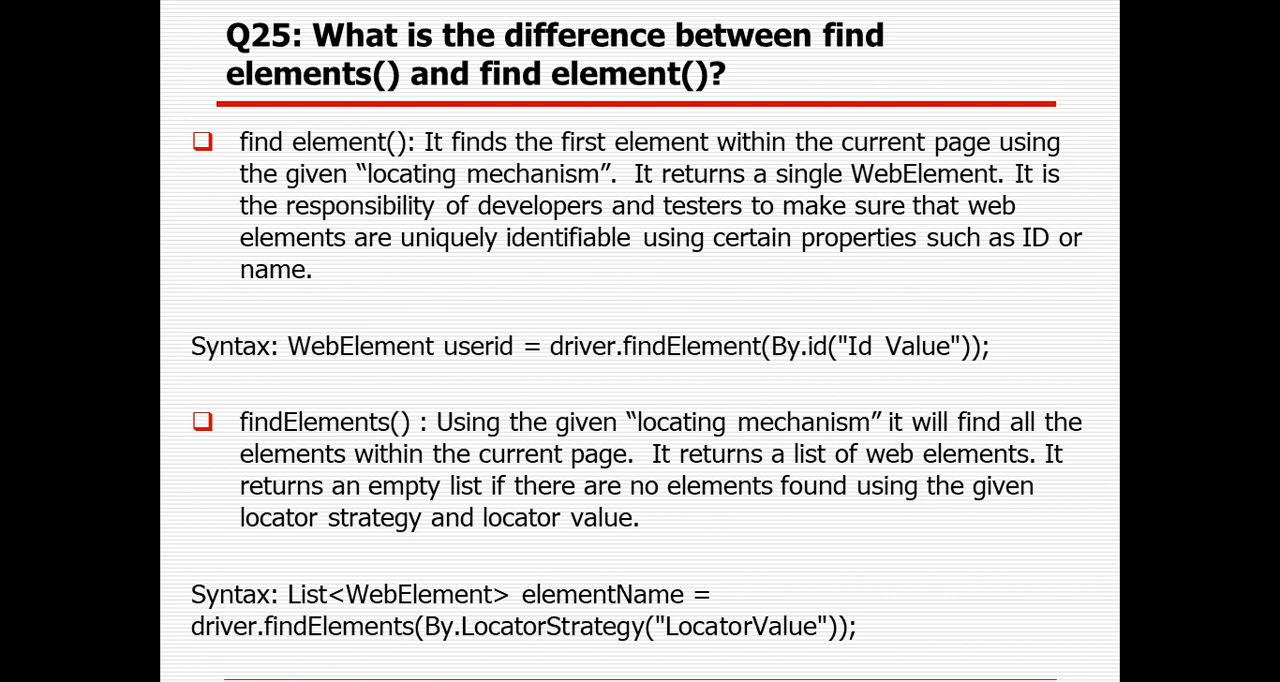 Q25: What is the difference between find
elements() and find element()?
find element(): It finds the first element within the current page using
the given “locating mechanism”.  It returns a single WebElement. It is
the responsibility of developers and testers to make sure that web
elements are uniquely identifiable using certain properties such as ID or
name.
Syntax: WebElement userid = driver.findElement(By.id("Id  Value"));
findElements() : Using the given “locating mechanism” it will find all the
elements within the current page.  It returns a list of web elements. It
returns an empty list if there are no elements found using the given
locator strategy and locator value.
Syntax: List<WebElement> elementName =
driver.findElements(By.LocatorStrategy("LocatorValue"));